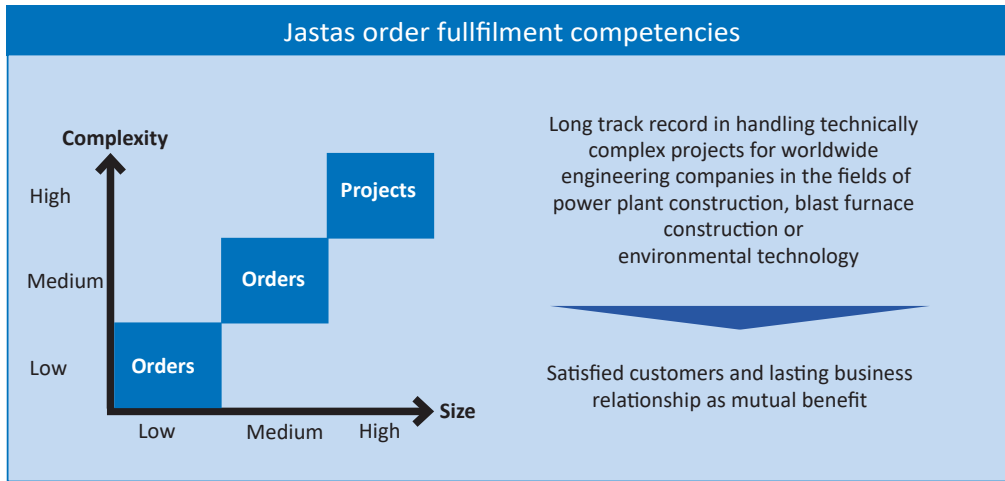 Jastas order fullfilment competencies
Complexity
High
Medium
Low
Projects
Orders
Orders
Size
Low
Medium
High
Long track record in handling technically
complex projects for worldwide
engineering companies in the fields of
power plant construction, blast furnace
construction or
environmental technology
Satisfied customers and lasting business
relationship as mutual benefit